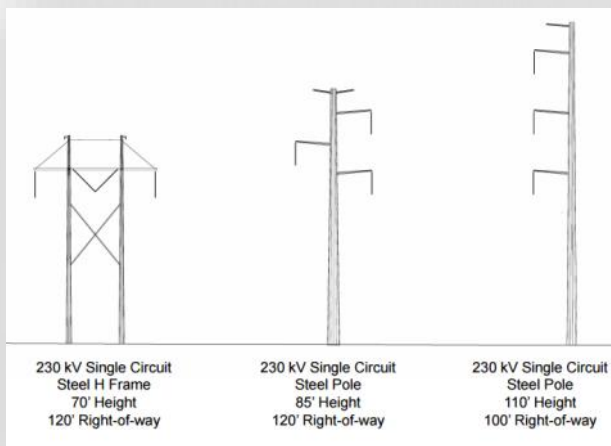 230 kV Single Circuit
Steel H Frame
70' Height
120' Right-of-way
230 kV Single Circuit
Steel Pole
85' Height
120' Right-of-way
230 kV Single Circuit
Steel Pole
110' Height
100' Right-of-way